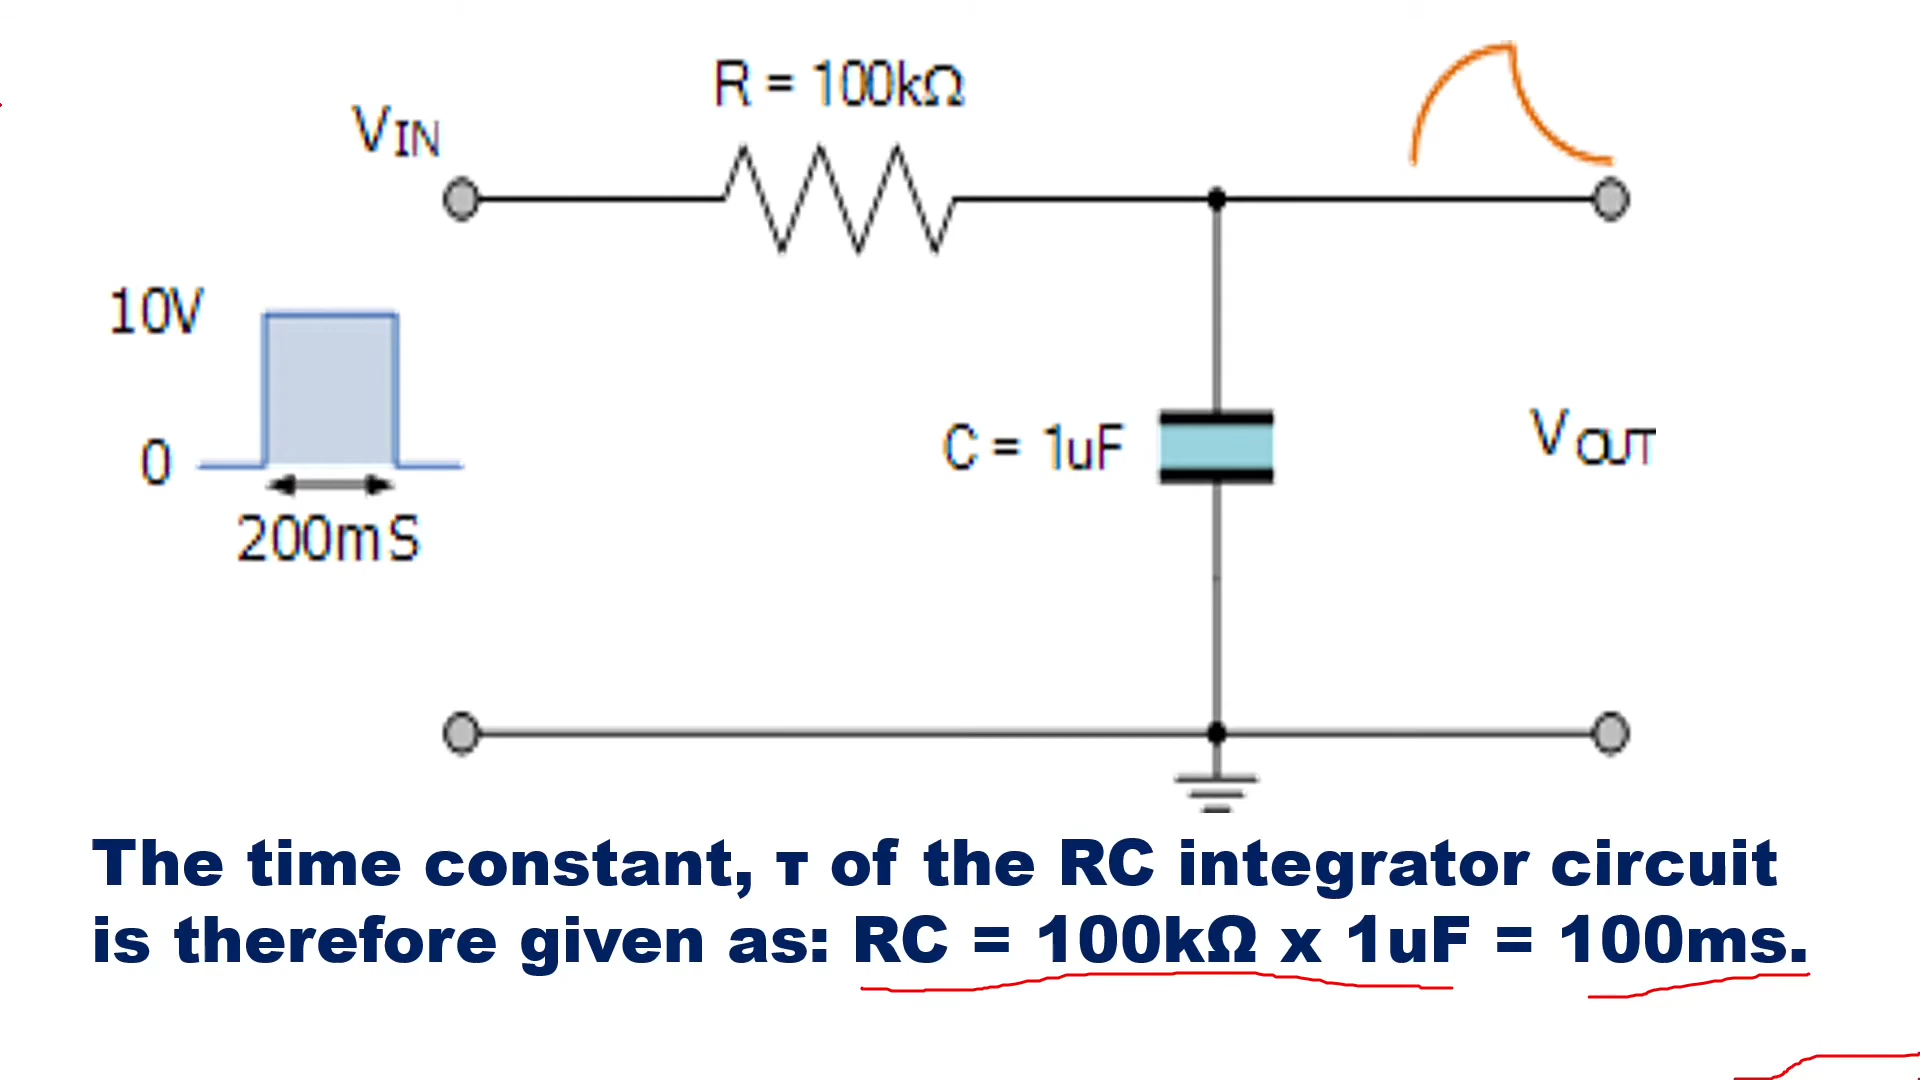 R = 100kΩ
VIN
10V
0
200mS
C = 1uF
VOUT
The time constant, τ of the RC integrator circuit
is therefore given as: RC = 100kΩ x 1uF = 100ms.